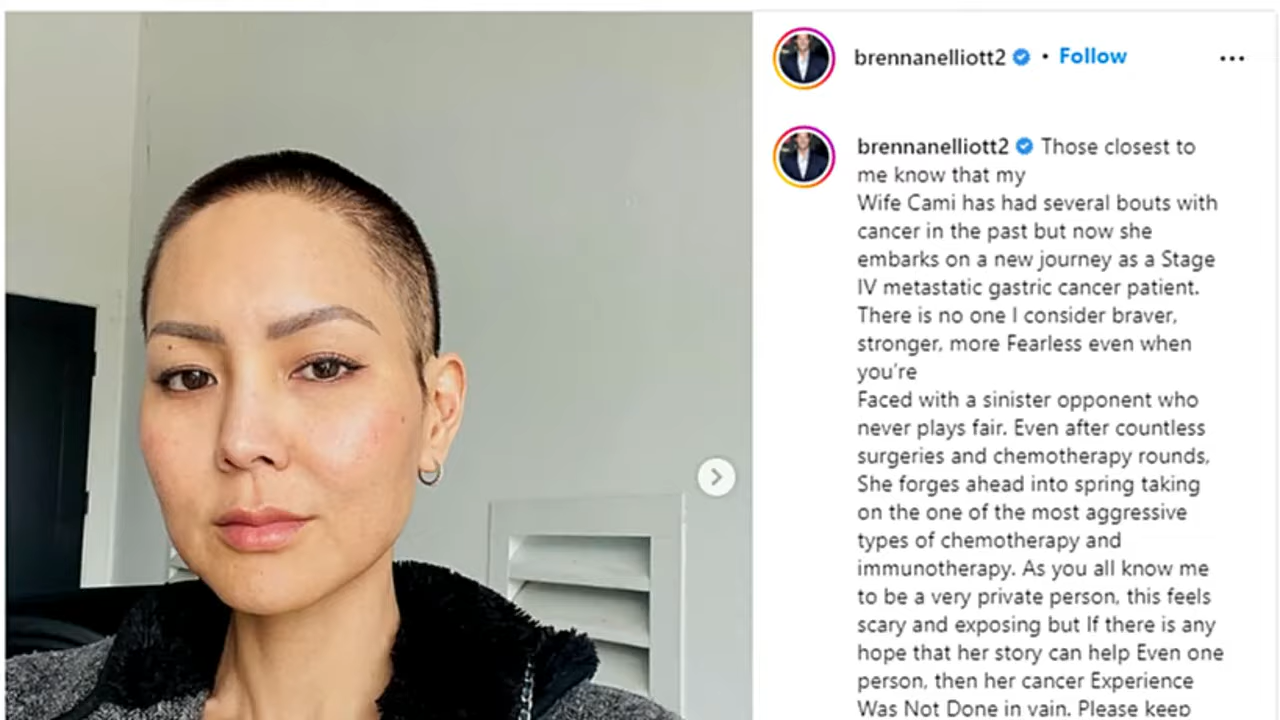 brennanelliott2 • Follow
brennanelliott2 Those closest to
me know that my
Wife Cami has had several bouts with
cancer in the past but now she
embarks on a new journey as a Stage
IV metastatic gastric cancer patient.
There is no one I consider braver,
stronger, more Fearless even when
you're
Faced with a sinister opponent who
never plays fair. Even after countless
surgeries and chemotherapy rounds,
She forges ahead into spring taking
on the one of the most aggressive
types of chemotherapy and
immunotherapy. As you all know me
to be a very private person, this feels
scary and exposing but If there is any
hope that her story can help Even one
person, then her cancer Experience
Was Not Done in vain. Please keep